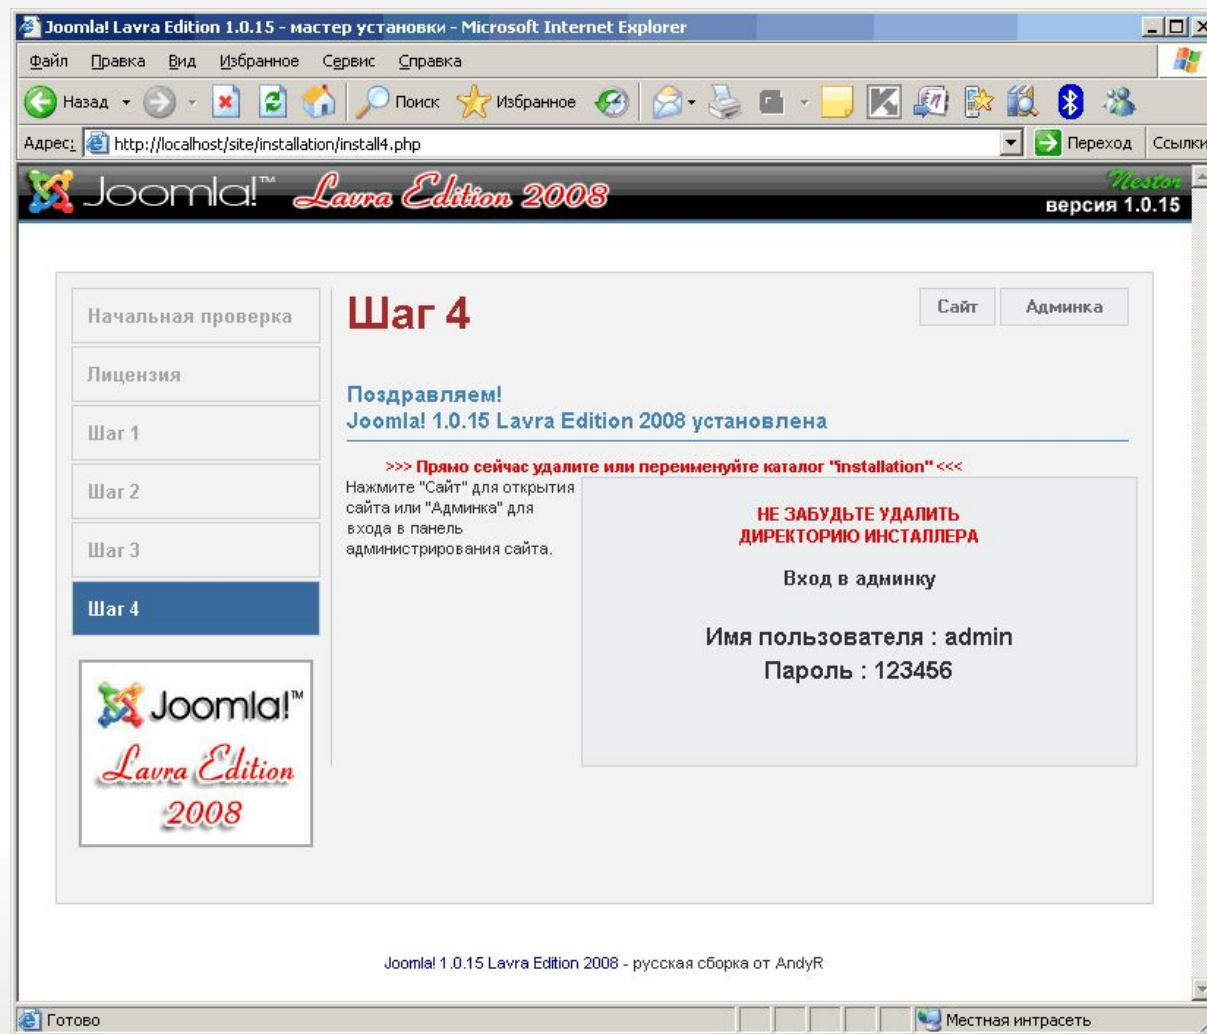 Joomla! Lavra Edition 1.0.15 - мастер установки - Microsoft Internet Explorer
Файл Правка Вид Избранное Сервис Справка
Назад Поиск Избранное
Адрес: http://localhost/site/installation/install4.php Переход Ссылки
Joomla!™ Lavra Edition 2008 Nestor
версия 1.0.15
Начальная проверка
Лицензия
Шаг 1
Шаг 2
Шаг 3
Шаг 4
Joomla!™
Lavra Edition
2008
Шаг 4
Сайт Админка
Поздравляем!
Joomla! 1.0.15 Lavra Edition 2008 установлена
>>> Прямо сейчас удалите или переименуйте каталог "installation" <<<
Нажмите "Сайт" для открытия
сайта или "Админка" для
входа в панель
администрирования сайта.
НЕ ЗАБУДЬТЕ УДАЛИТЬ
ДИРЕКТОРИЮ ИНСТАЛЛЕРА
Вход в админку
Имя пользователя : admin
Пароль : 123456
Joomla! 1.0.15 Lavra Edition 2008 - русская сборка от AndyR
Готово Местная интрасеть